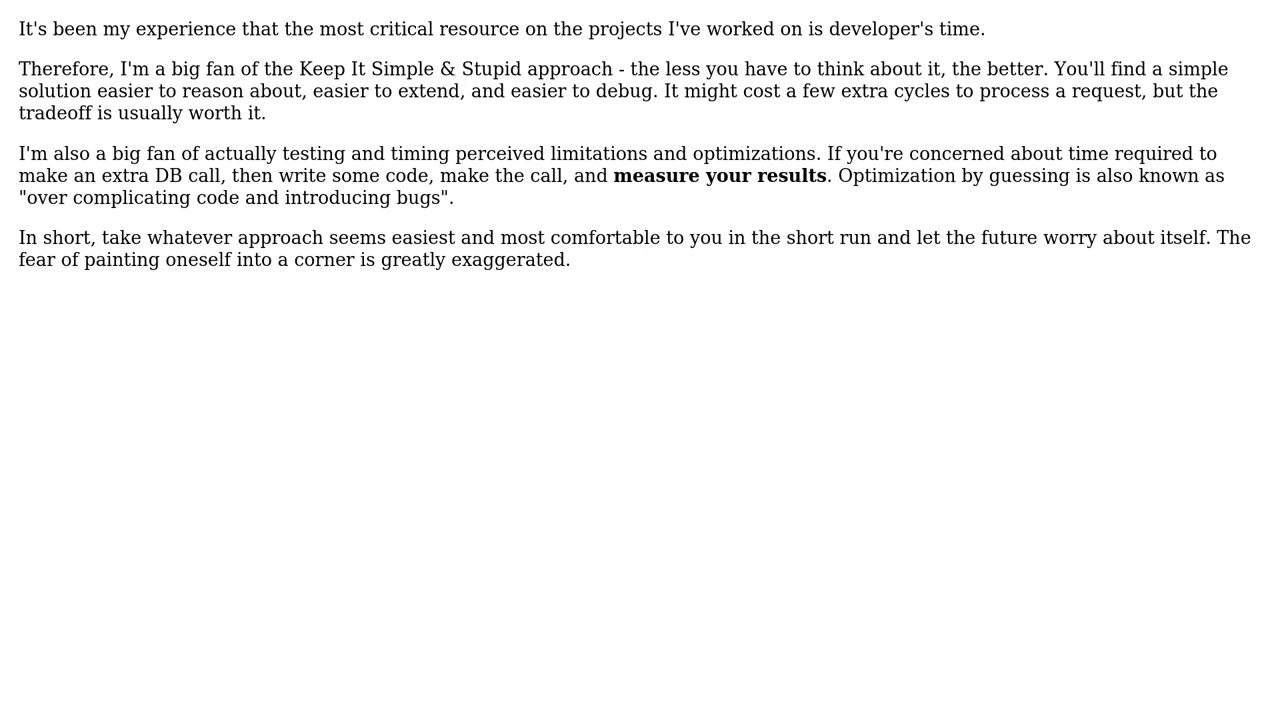 It's been my experience that the most critical resource on the projects I've worked on is developer's time.
Therefore, I'm a big fan of the Keep It Simple & Stupid approach - the less you have to think about it, the better. You'll find a simple
solution easier to reason about, easier to extend, and easier to debug. It might cost a few extra cycles to process a request, but the
tradeoff is usually worth it.
I'm also a big fan of actually testing and timing perceived limitations and optimizations. If you're concerned about time required to
make an extra DB call, then write some code, make the call, and measure your results. Optimization by guessing is also known as
"over complicating code and introducing bugs".
In short, take whatever approach seems easiest and most comfortable to you in the short run and let the future worry about itself. The
fear of painting oneself into a corner is greatly exaggerated.